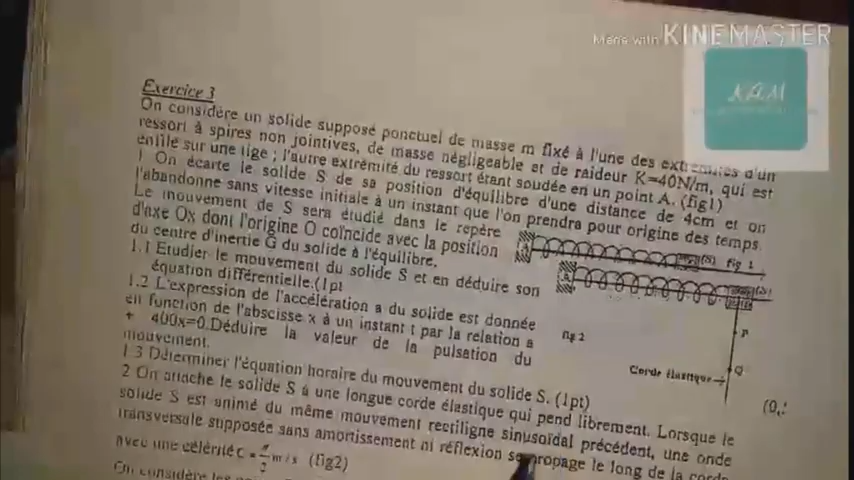 Made with KINEMASTER
Exercice 3
On considère un solide supposé ponctuel de masse m fixé à l'une des extrémités d'un
ressort à spires non jointives, de masse négligeable et de raideur K=40N/m, qui est
enfilé sur une tige ; l'autre extrémité du ressort étant soudée en un point A. (fig1)
1 On écarte le solide S de sa position d'équilibre d'une distance de 4cm et on
l'abandonne sans vitesse initiale à un instant que l'on prendra pour origine des temps.
Le mouvement de S sera étudié dans le repère
d'axe Ox dont l'origine O coïncide avec la position
du centre d'inertie G du solide à l'équilibre.
1.1 Etudier le mouvement du solide S et en déduire son
équation différentielle.(1pt
1.2 L'expression de l'accélération a du solide est donnée
en fonction de l'abscisse x à un instant t par la relation a
+ 400x=0.Déduire la valeur de la pulsation du
mouvement.
1.3 Déterminer l'équation horaire du mouvement du solide S. (1pt)
2 On attache le solide S à une longue corde élastique qui pend librement. Lorsque le
solide S est animé du même mouvement rectiligne sinusoïdal précédent, une onde
transversale supposée sans amortissement ni réflexion se propage le long de la corde
avec une célérité c = π/2 m/s (fig2)
On considère les
A
(S)
fig 1
A
(S)
fig 2
P
Corde élastique
Q
(0,